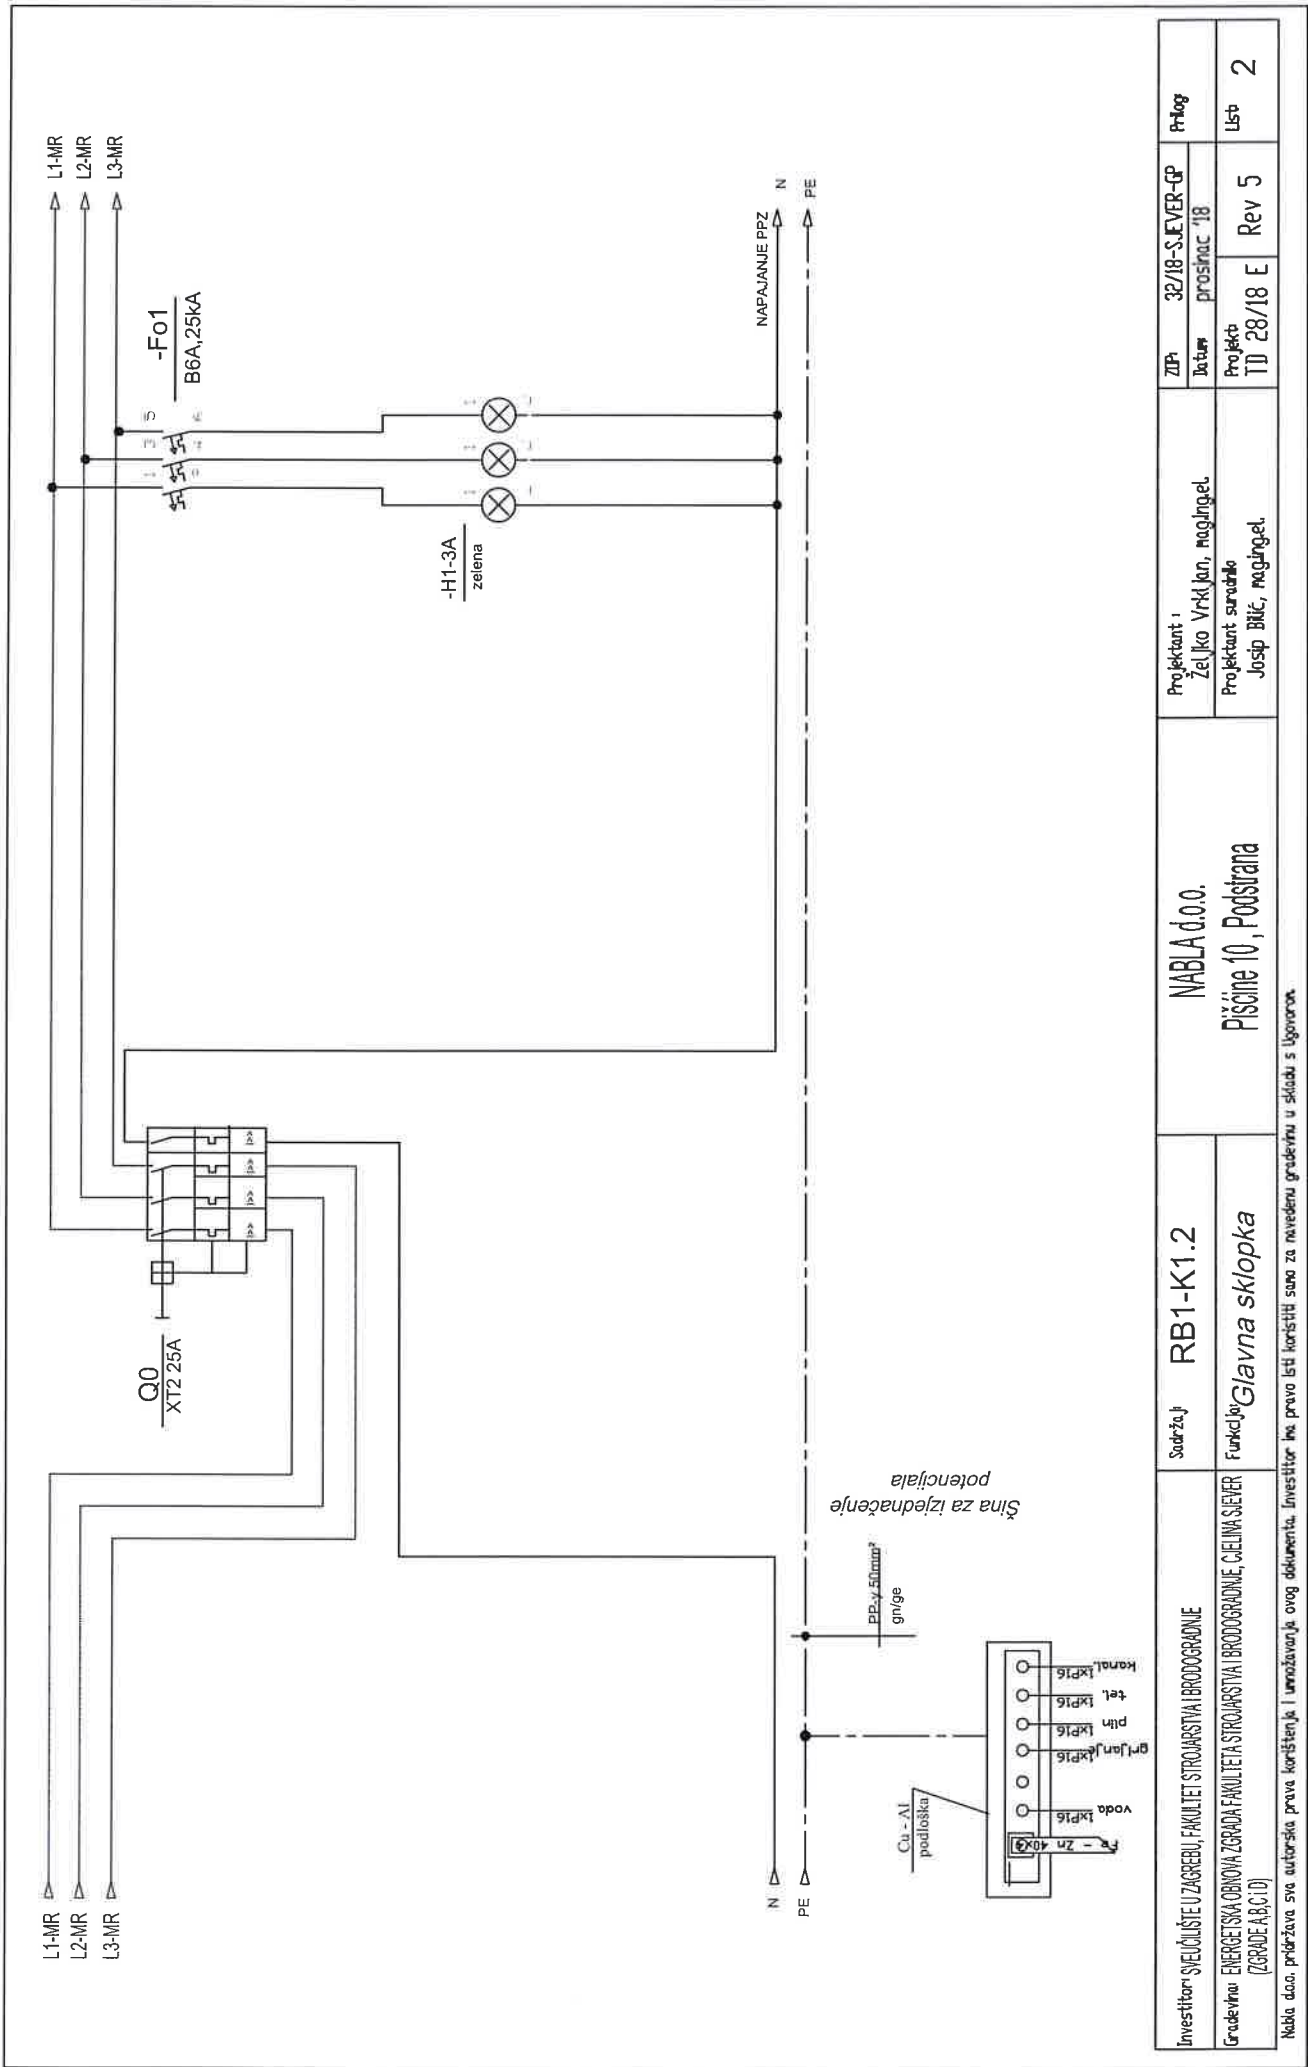 L1-MR
L2-MR
L3-MR
L1-MR
L2-MR
L3-MR
Q0
XT2 25A
-Fo1
B6A,25kA
1
3
5
-H1-3A
zelena
NAPAJANJE PPZ
N
PE
N
PE
PP-y 50mm²
gn/ge
Šina za izjednačenje
potencijala
Cu - Al
podloška
Fe - Zn 40x4
1xP16
voda
1xP16
grijanje
1xP16
plin
1xP16
tel.
1xP16
kanal.
Investitor: SVEUČILIŠTE U ZAGREBU, FAKULTET STROJARSTVA I BRODOGRADNJE
Građevina: ENERGETSKA OBNOVA ZGRADA FAKULTETA STROJARSTVA I BRODOGRADNJE, CJELINA SJEVER
(ZGRADE A,B,C I D)
Sadržaj: RB1-K1.2
Funkcija: Glavna sklopka
NABLA d.o.o.
Piščine 10, Podstrana
Projektant :
Željko Vrkljan, mag.ing.el.
Projektant suradnik:
Josip Bilić, mag.ing.el.
ZOP: 32/18-SJEVER-GP
Datum: prosinac '18
Projekt:
TD 28/18 E
Rev 5
Prilog:
List: 2
Nabla d.o.o. pridržava sva autorska prava korištenja i umnožavanja ovog dokumenta. Investitor ima pravo isti koristiti samo za navedenu građevinu u skladu s Ugovorom.